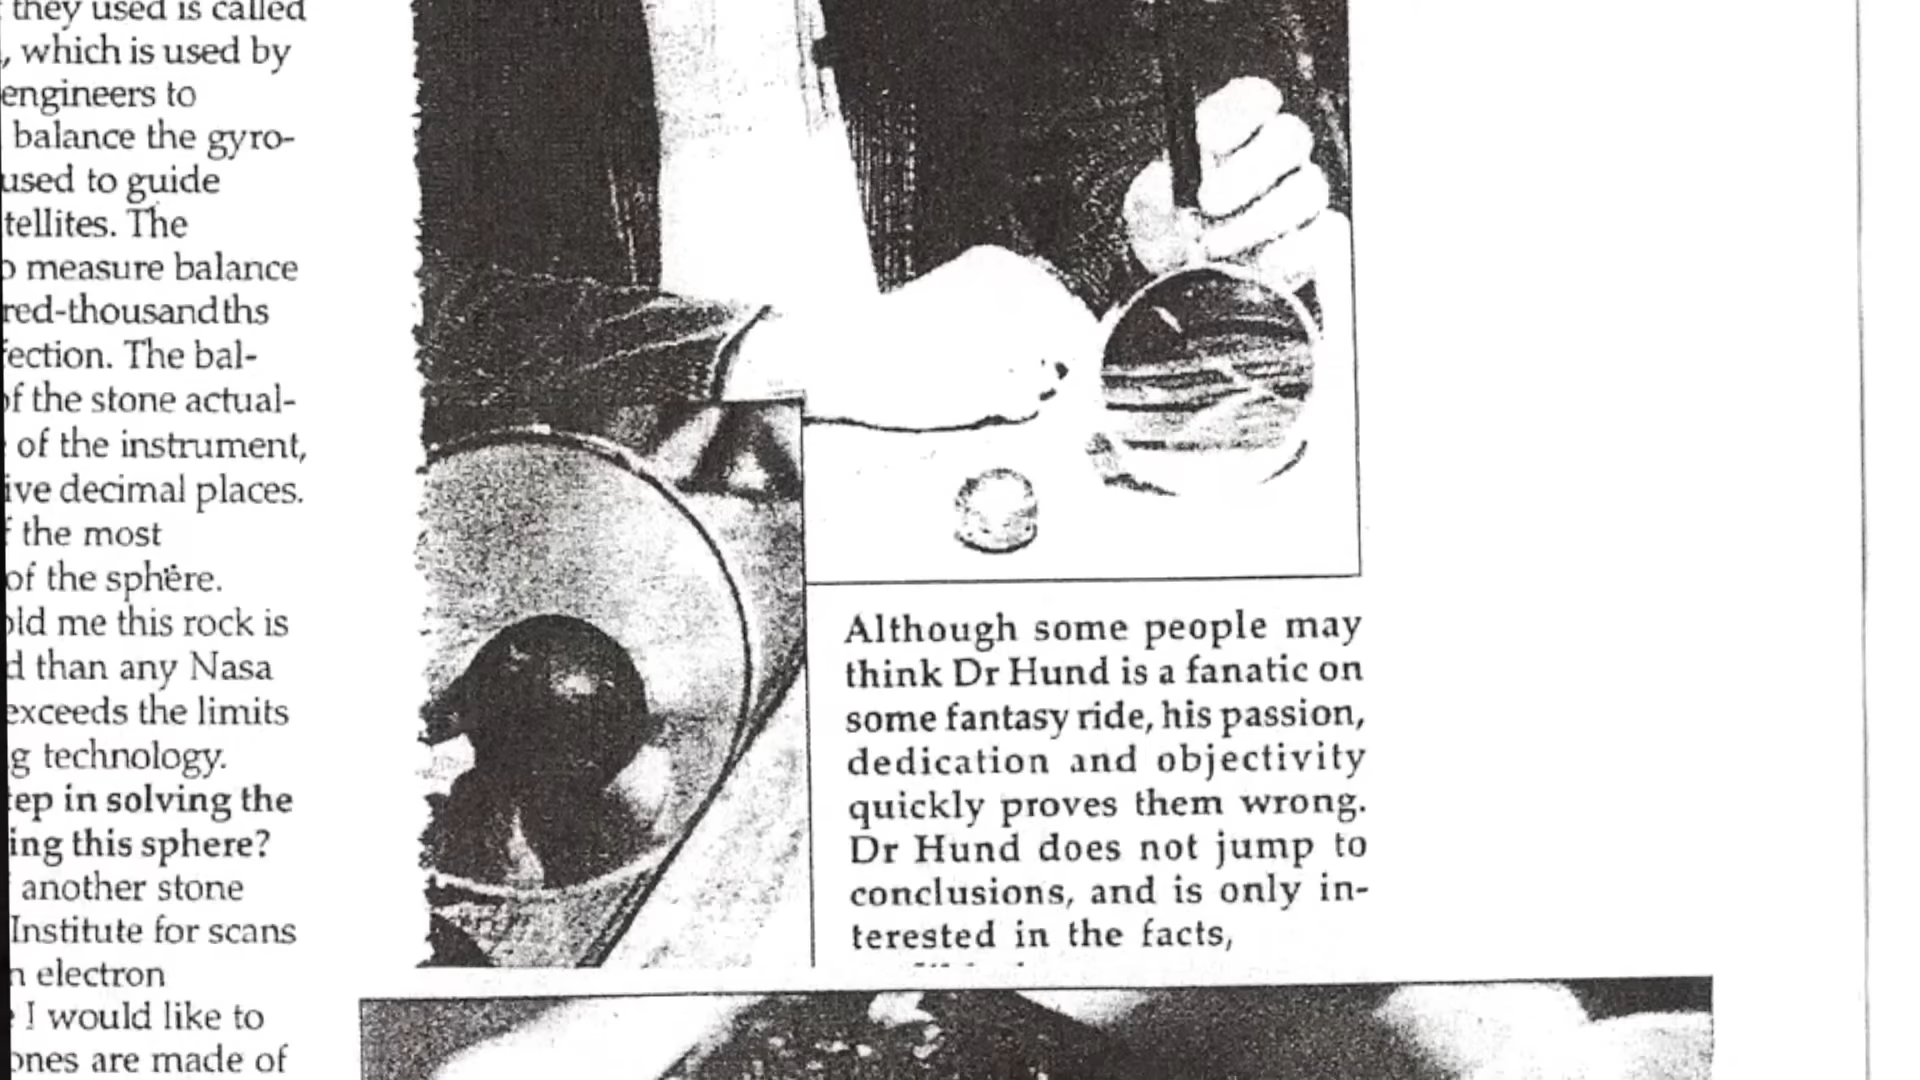 they used is called
, which is used by
engineers to
balance the gyro-
used to guide
tellites. The
measure balance
red-thousandths
ection. The bal-
of the stone actual-
of the instrument,
ive decimal places.
the most
of the sphere.
old me this rock is
d than any Nasa
exceeds the limits
g technology.
tep in solving the
ing this sphere?
another stone
Institute for scans
n electron
I would like to
ones are made of
Although some people may
think Dr Hund is a fanatic on
some fantasy ride, his passion,
dedication and objectivity
quickly proves them wrong.
Dr Hund does not jump to
conclusions, and is only in-
terested in the facts,